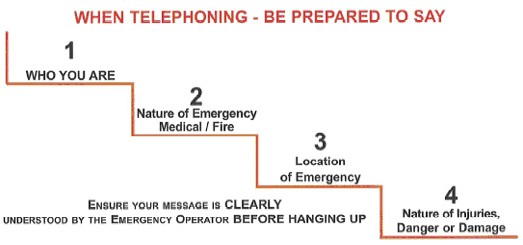 WHEN TELEPHONING - BE PREPARED TO SAY
1
WHO YOU ARE
2
Nature of Emergency
Medical / Fire
3
Location
of Emergency
4
Nature of Injuries,
Danger or Damage
ENSURE YOUR MESSAGE IS CLEARLY
UNDERSTOOD BY THE EMERGENCY OPERATOR BEFORE HANGING UP